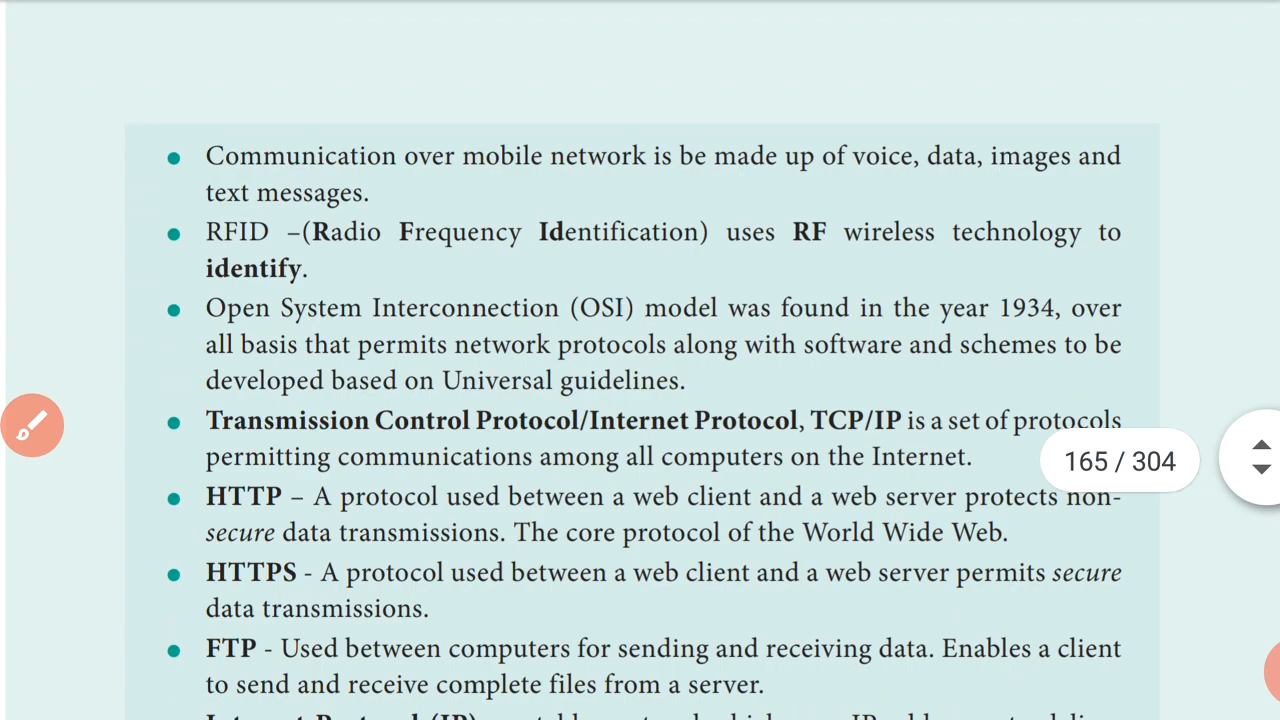 Communication over mobile network is be made up of voice, data, images and
text messages.
RFID –(Radio Frequency Identification) uses RF wireless technology to
identify.
Open System Interconnection (OSI) model was found in the year 1934, over
all basis that permits network protocols along with software and schemes to be
developed based on Universal guidelines.
Transmission Control Protocol/Internet Protocol, TCP/IP is a set of protocols
permitting communications among all computers on the Internet.
165 / 304
HTTP – A protocol used between a web client and a web server protects non-
secure data transmissions. The core protocol of the World Wide Web.
HTTPS - A protocol used between a web client and a web server permits secure
data transmissions.
FTP - Used between computers for sending and receiving data. Enables a client
to send and receive complete files from a server.